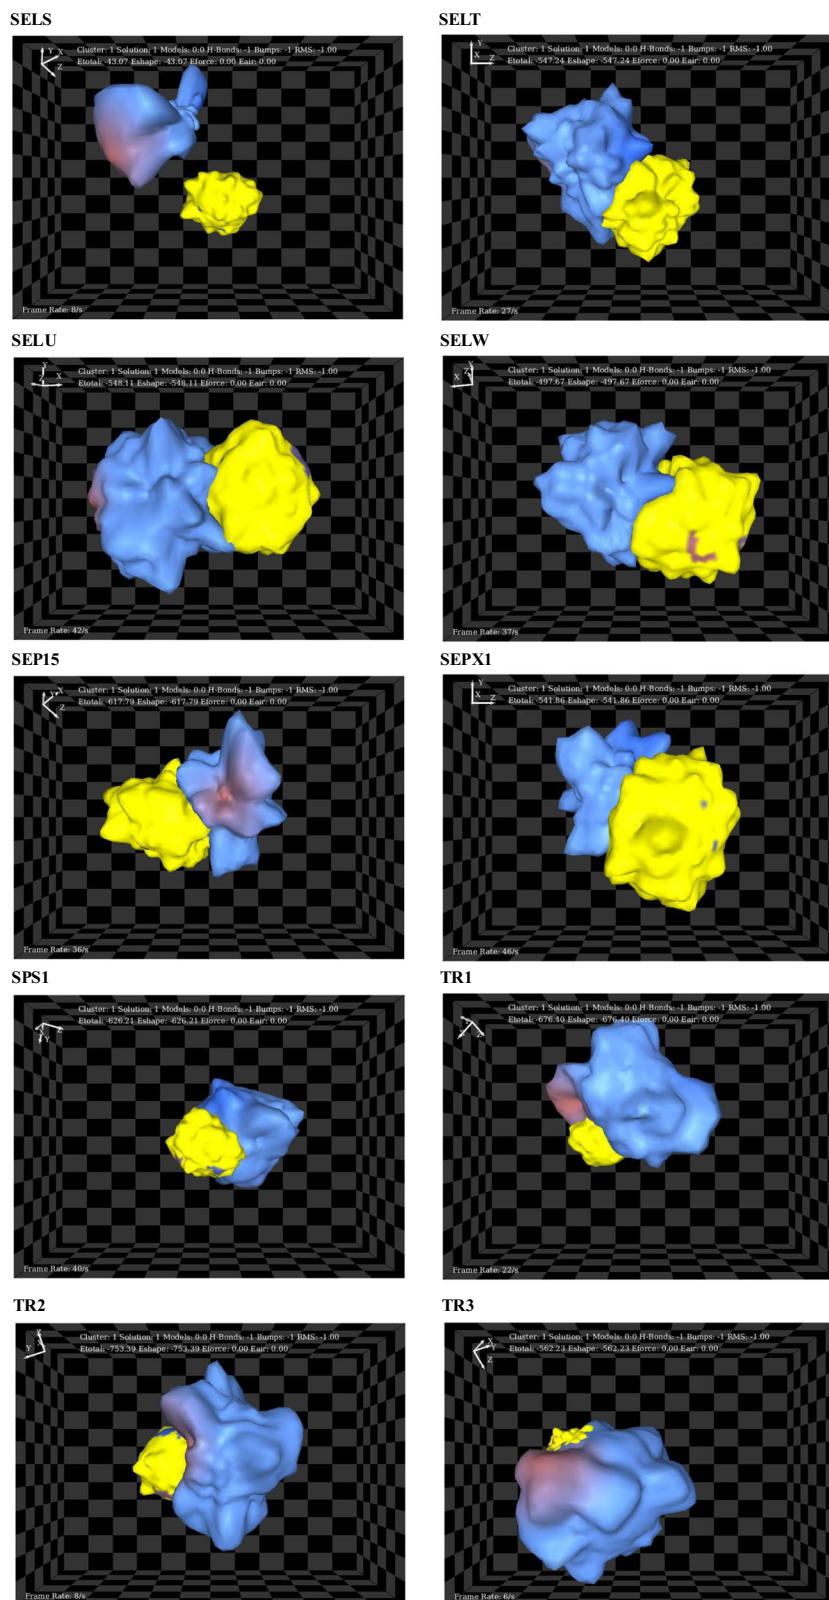 SELS
Cluster: 1 Solution: 1 Models: 0:0 H-Bonds: -1 Bumps: -1 RMS: -1.00
Etotal: -43.07 Eshape: -43.07 Eforce: 0.00 Eair: 0.00
Y X
Z
Frame Rate: 8/s
SELT
Cluster: 1 Solution: 1 Models: 0:0 H-Bonds: -1 Bumps: -1 RMS: -1.00
Etotal: -547.24 Eshape: -547.24 Eforce: 0.00 Eair: 0.00
Y
X Z
Frame Rate: 27/s
SELU
Cluster: 1 Solution: 1 Models: 0:0 H-Bonds: -1 Bumps: -1 RMS: -1.00
Etotal: -548.11 Eshape: -548.11 Eforce: 0.00 Eair: 0.00
Y
Z X
Frame Rate: 42/s
SELW
Cluster: 1 Solution: 1 Models: 0:0 H-Bonds: -1 Bumps: -1 RMS: -1.00
Etotal: -497.67 Eshape: -497.67 Eforce: 0.00 Eair: 0.00
Y
X Z
Frame Rate: 37/s
SEP15
Cluster: 1 Solution: 1 Models: 0:0 H-Bonds: -1 Bumps: -1 RMS: -1.00
Etotal: -617.79 Eshape: -617.79 Eforce: 0.00 Eair: 0.00
Y X
Z
Frame Rate: 36/s
SEPX1
Cluster: 1 Solution: 1 Models: 0:0 H-Bonds: -1 Bumps: -1 RMS: -1.00
Etotal: -541.86 Eshape: -541.86 Eforce: 0.00 Eair: 0.00
Y
X Z
Frame Rate: 46/s
SPS1
Cluster: 1 Solution: 1 Models: 0:0 H-Bonds: -1 Bumps: -1 RMS: -1.00
Etotal: -626.21 Eshape: -626.21 Eforce: 0.00 Eair: 0.00
Y
Frame Rate: 40/s
TR1
Cluster: 1 Solution: 1 Models: 0:0 H-Bonds: -1 Bumps: -1 RMS: -1.00
Etotal: -676.40 Eshape: -676.40 Eforce: 0.00 Eair: 0.00
Frame Rate: 22/s
TR2
Cluster: 1 Solution: 1 Models: 0:0 H-Bonds: -1 Bumps: -1 RMS: -1.00
Etotal: -753.39 Eshape: -753.39 Eforce: 0.00 Eair: 0.00
Y X
Frame Rate: 8/s
TR3
Cluster: 1 Solution: 1 Models: 0:0 H-Bonds: -1 Bumps: -1 RMS: -1.00
Etotal: -562.23 Eshape: -562.23 Eforce: 0.00 Eair: 0.00
Y
Z
Frame Rate: 6/s